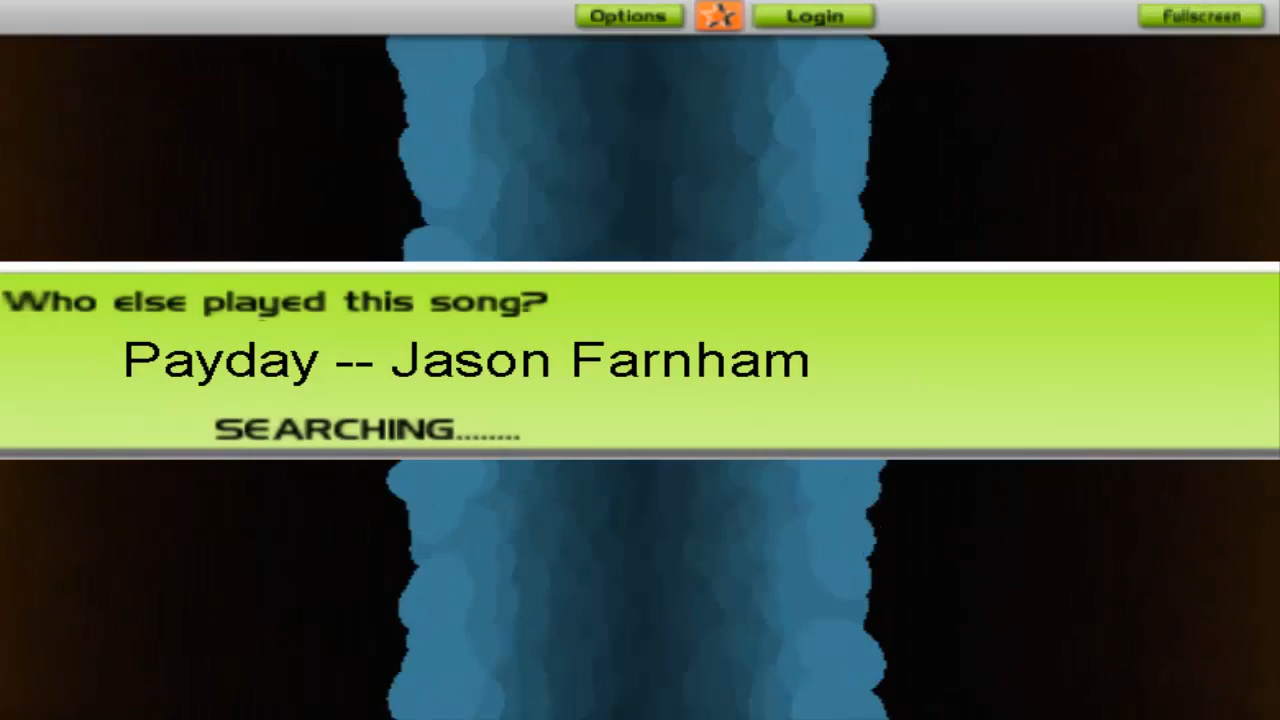 Options Login Fullscreen
Who else played this song?
Payday -- Jason Farnham
SEARCHING........